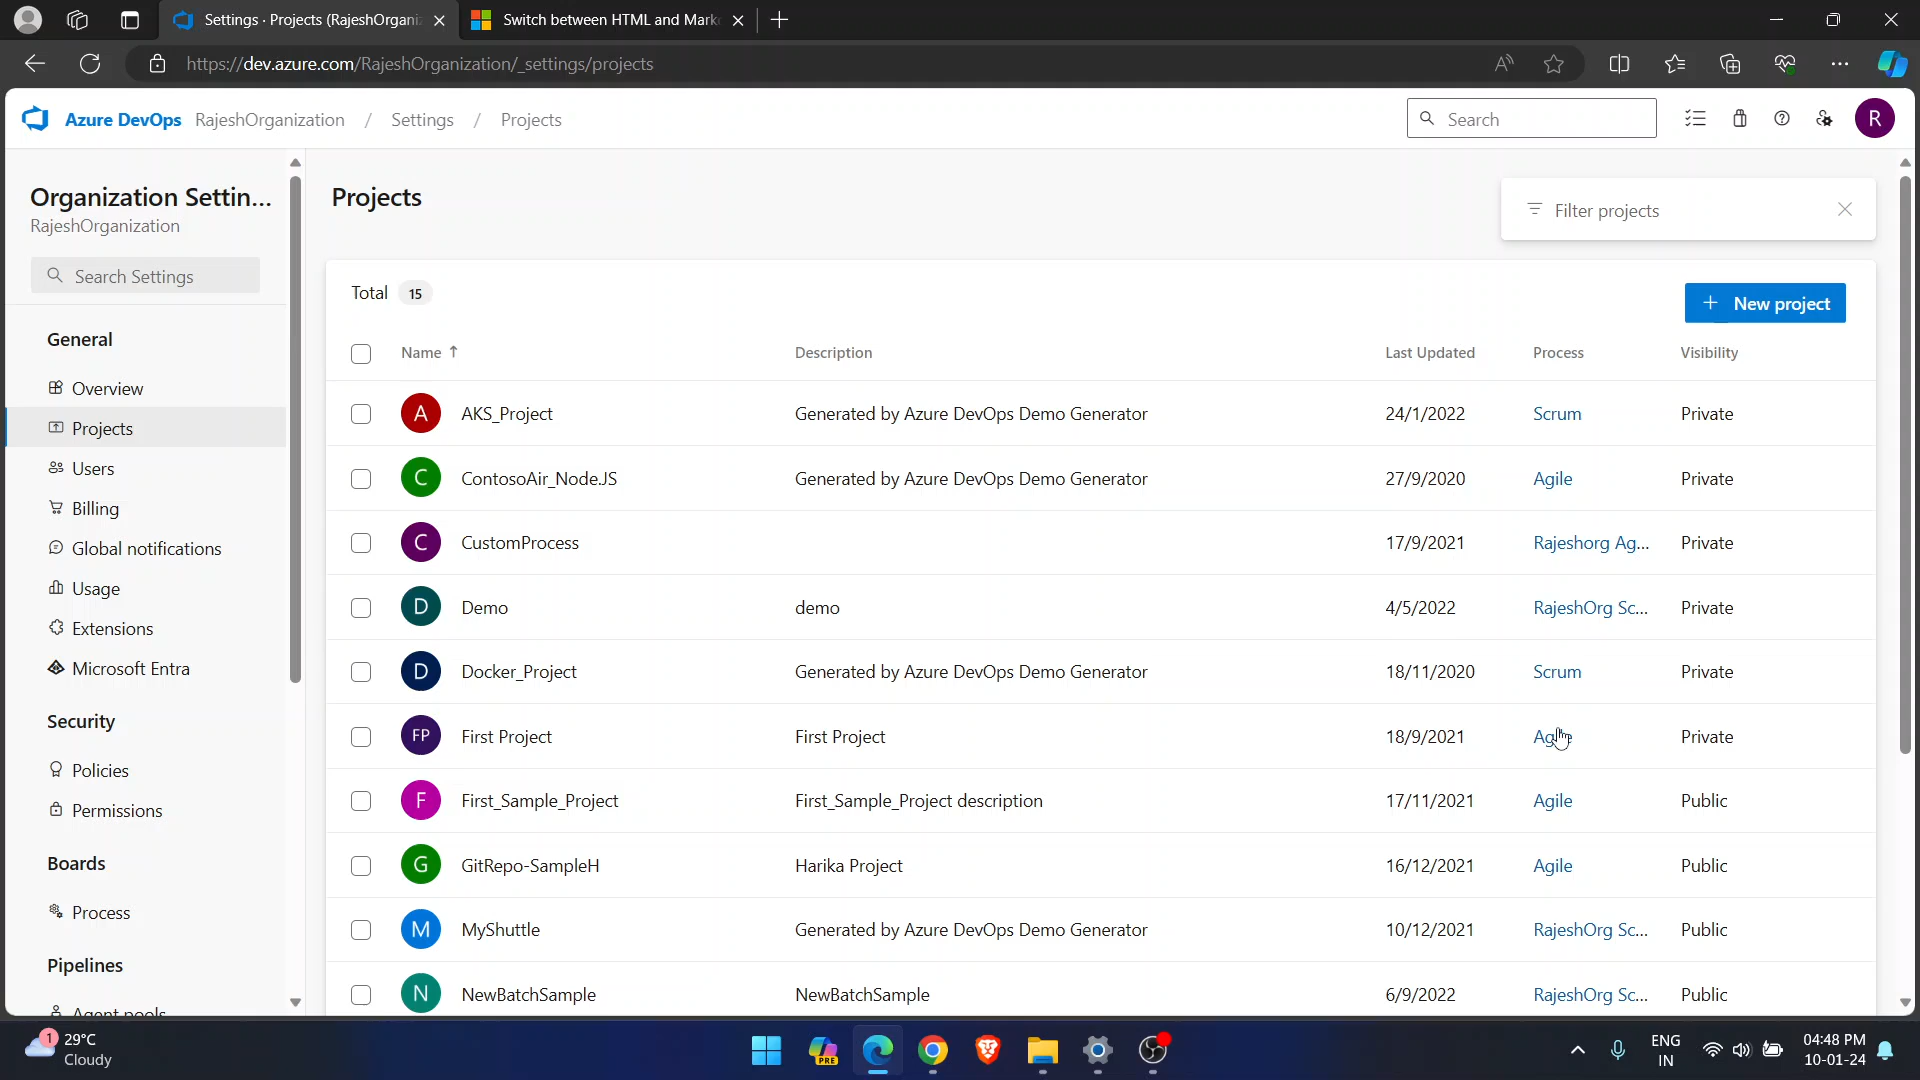 Settings · Projects (RajeshOrgani
Switch between HTML and Mark
https://dev.azure.com/RajeshOrganization/_settings/projects
Azure DevOps RajeshOrganization / Settings / Projects
Search
R
Organization Settin...
RajeshOrganization
Search Settings
General
Overview
Projects
Users
Billing
Global notifications
Usage
Extensions
Microsoft Entra
Security
Policies
Permissions
Boards
Process
Pipelines
Agent pools
Projects
Filter projects
Total 15
New project
Name Description Last Updated Process Visibility
A AKS_Project Generated by Azure DevOps Demo Generator 24/1/2022 Scrum Private
C ContosoAir_Node.JS Generated by Azure DevOps Demo Generator 27/9/2020 Agile Private
C CustomProcess 17/9/2021 Rajeshorg Ag... Private
D Demo demo 4/5/2022 RajeshOrg Sc... Private
D Docker_Project Generated by Azure DevOps Demo Generator 18/11/2020 Scrum Private
FP First Project First Project 18/9/2021 Agile Private
F First_Sample_Project First_Sample_Project description 17/11/2021 Agile Public
G GitRepo-SampleH Harika Project 16/12/2021 Agile Public
M MyShuttle Generated by Azure DevOps Demo Generator 10/12/2021 RajeshOrg Sc... Public
N NewBatchSample NewBatchSample 6/9/2022 RajeshOrg Sc... Public
1
29°C
Cloudy
PRE
ENG
IN
04:48 PM
10-01-24